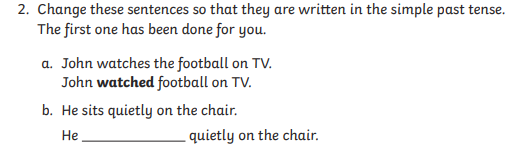 2. Change these sentences so that they are written in the simple past tense.
The first one has been done for you.
a. John watches the football on TV.
John watched football on TV.
b. He sits quietly on the chair.
He _______________ quietly on the chair.